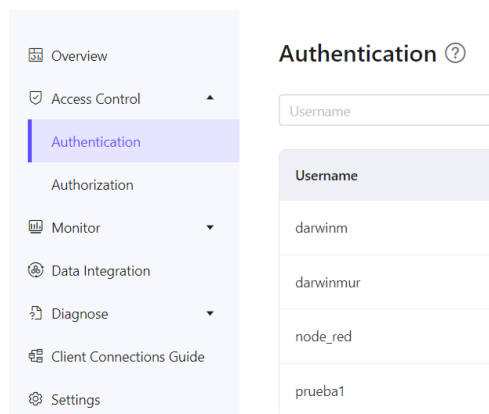 Overview
Access Control
Authentication
Authorization
Monitor
Data Integration
Diagnose
Client Connections Guide
Settings
Authentication ?
Username
Username
darwinm
darwinmur
node_red
prueba1